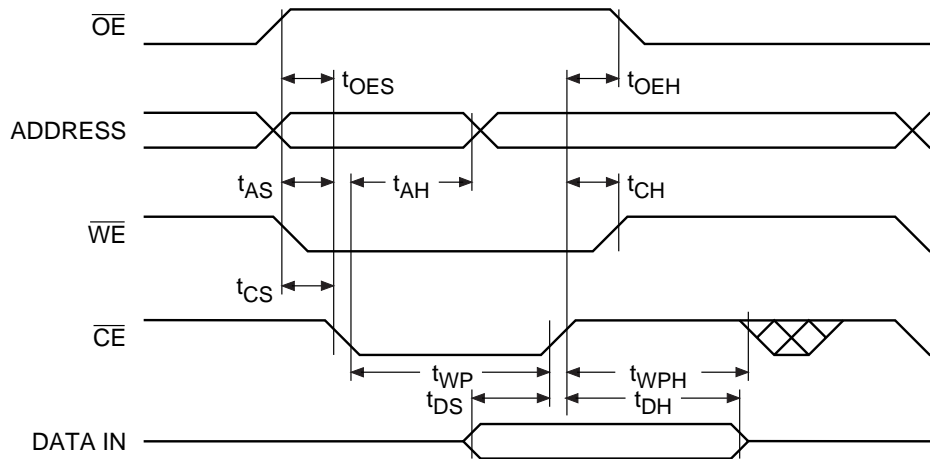 OE
tOES tOEH
ADDRESS
tAS tAH tCH
WE
tCS
CE
tWP tWPH
tDS tDH
DATA IN